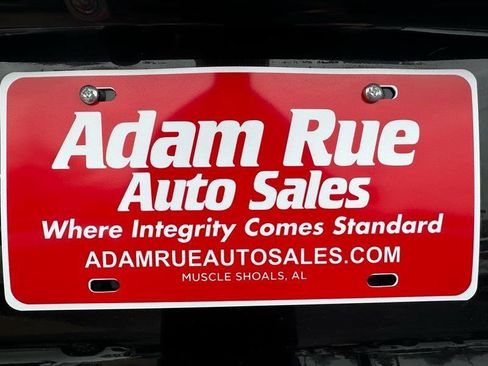 Adam Rue
Auto Sales
Where Integrity Comes Standard
ADAMRUEAUTOSALES.COM
MUSCLE SHOALS, AL